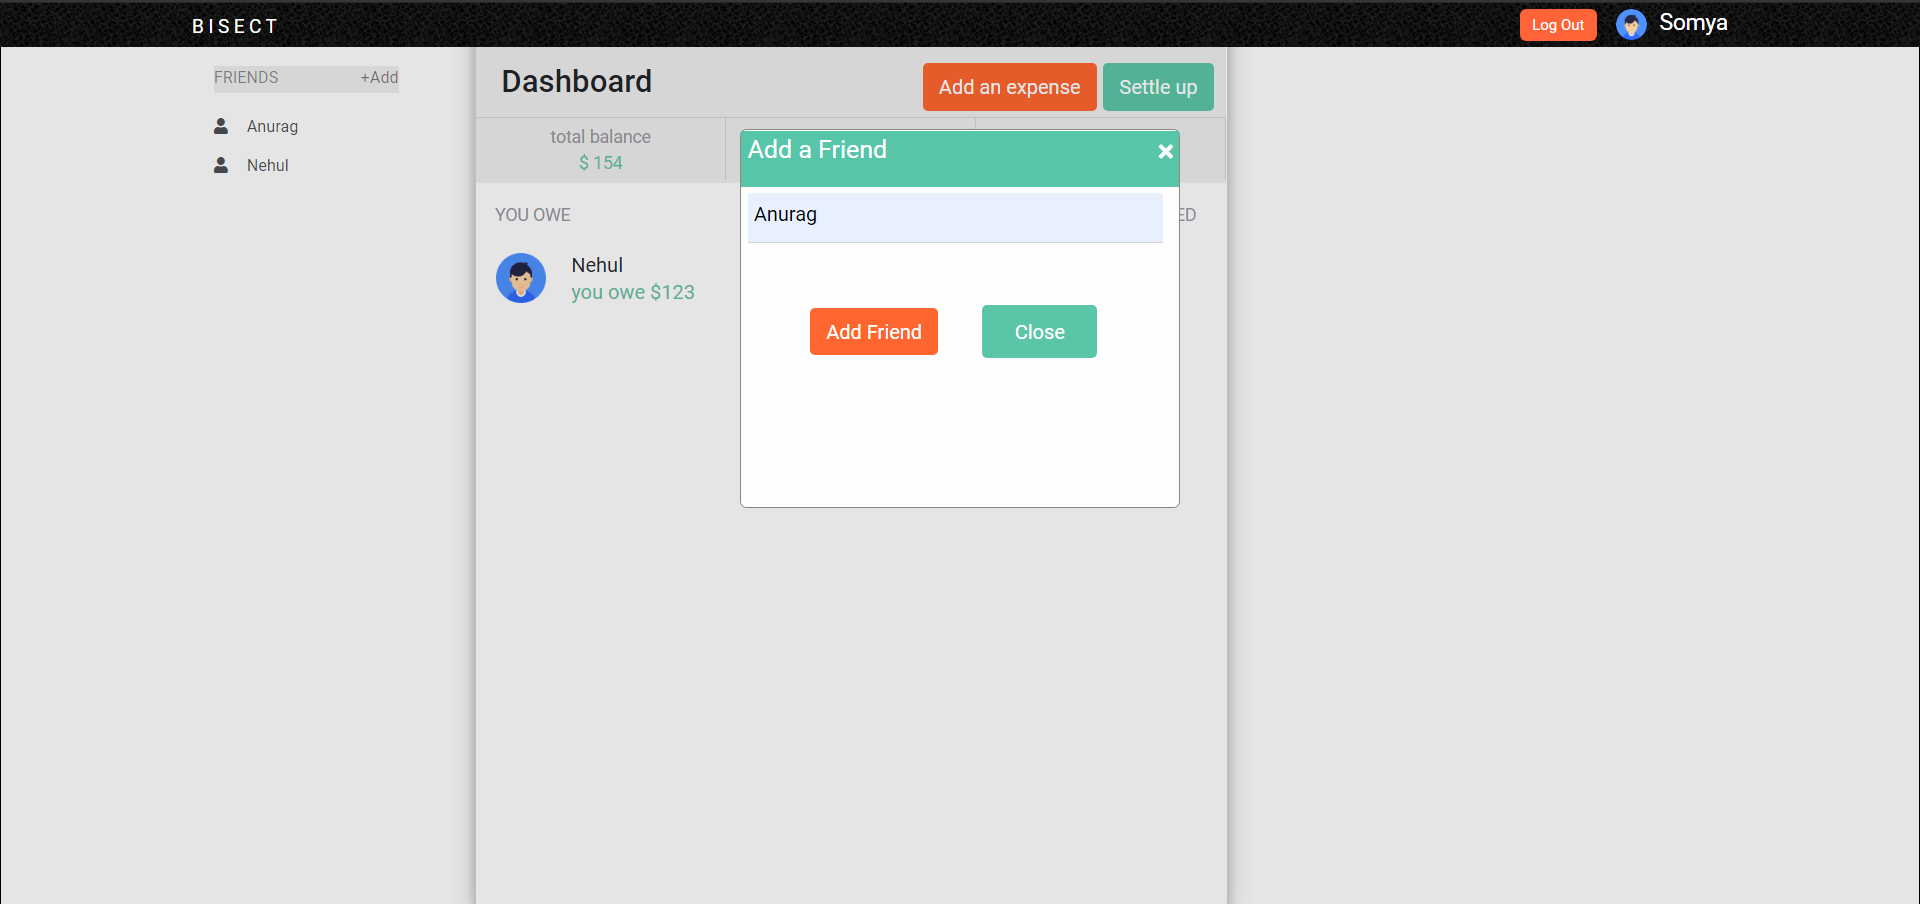 BISECT
Log Out
Somya
FRIENDS +Add
Anurag
Nehul
Dashboard
Add an expense
Settle up
total balance
$ 154
YOU OWE
Nehul
you owe $123
Add a Friend
Anurag
Add Friend
Close